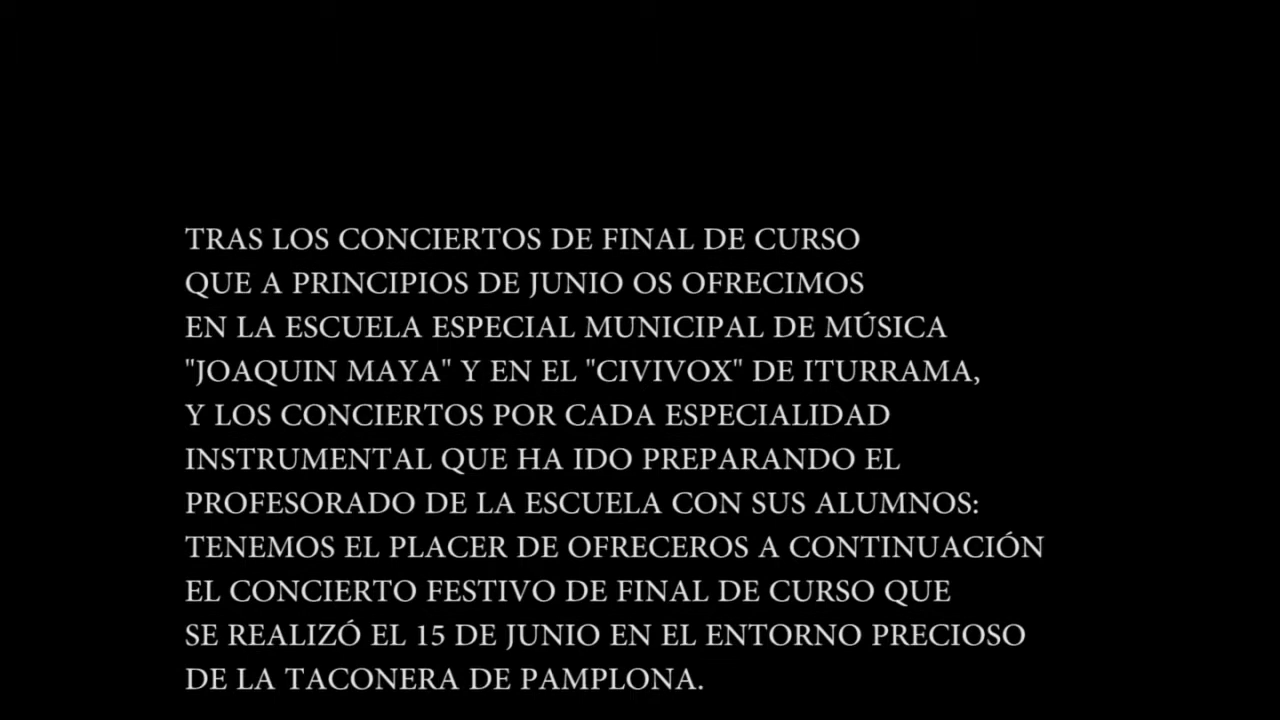 TRAS LOS CONCIERTOS DE FINAL DE CURSO
QUE A PRINCIPIOS DE JUNIO OS OFRECIMOS
EN LA ESCUELA ESPECIAL MUNICIPAL DE MÚSICA
"JOAQUIN MAYA" Y EN EL "CIVIVOX" DE ITURRAMA,
Y LOS CONCIERTOS POR CADA ESPECIALIDAD
INSTRUMENTAL QUE HA IDO PREPARANDO EL
PROFESORADO DE LA ESCUELA CON SUS ALUMNOS:
TENEMOS EL PLACER DE OFRECEROS A CONTINUACIÓN
EL CONCIERTO FESTIVO DE FINAL DE CURSO QUE
SE REALIZÓ EL 15 DE JUNIO EN EL ENTORNO PRECIOSO
DE LA TACONERA DE PAMPLONA.